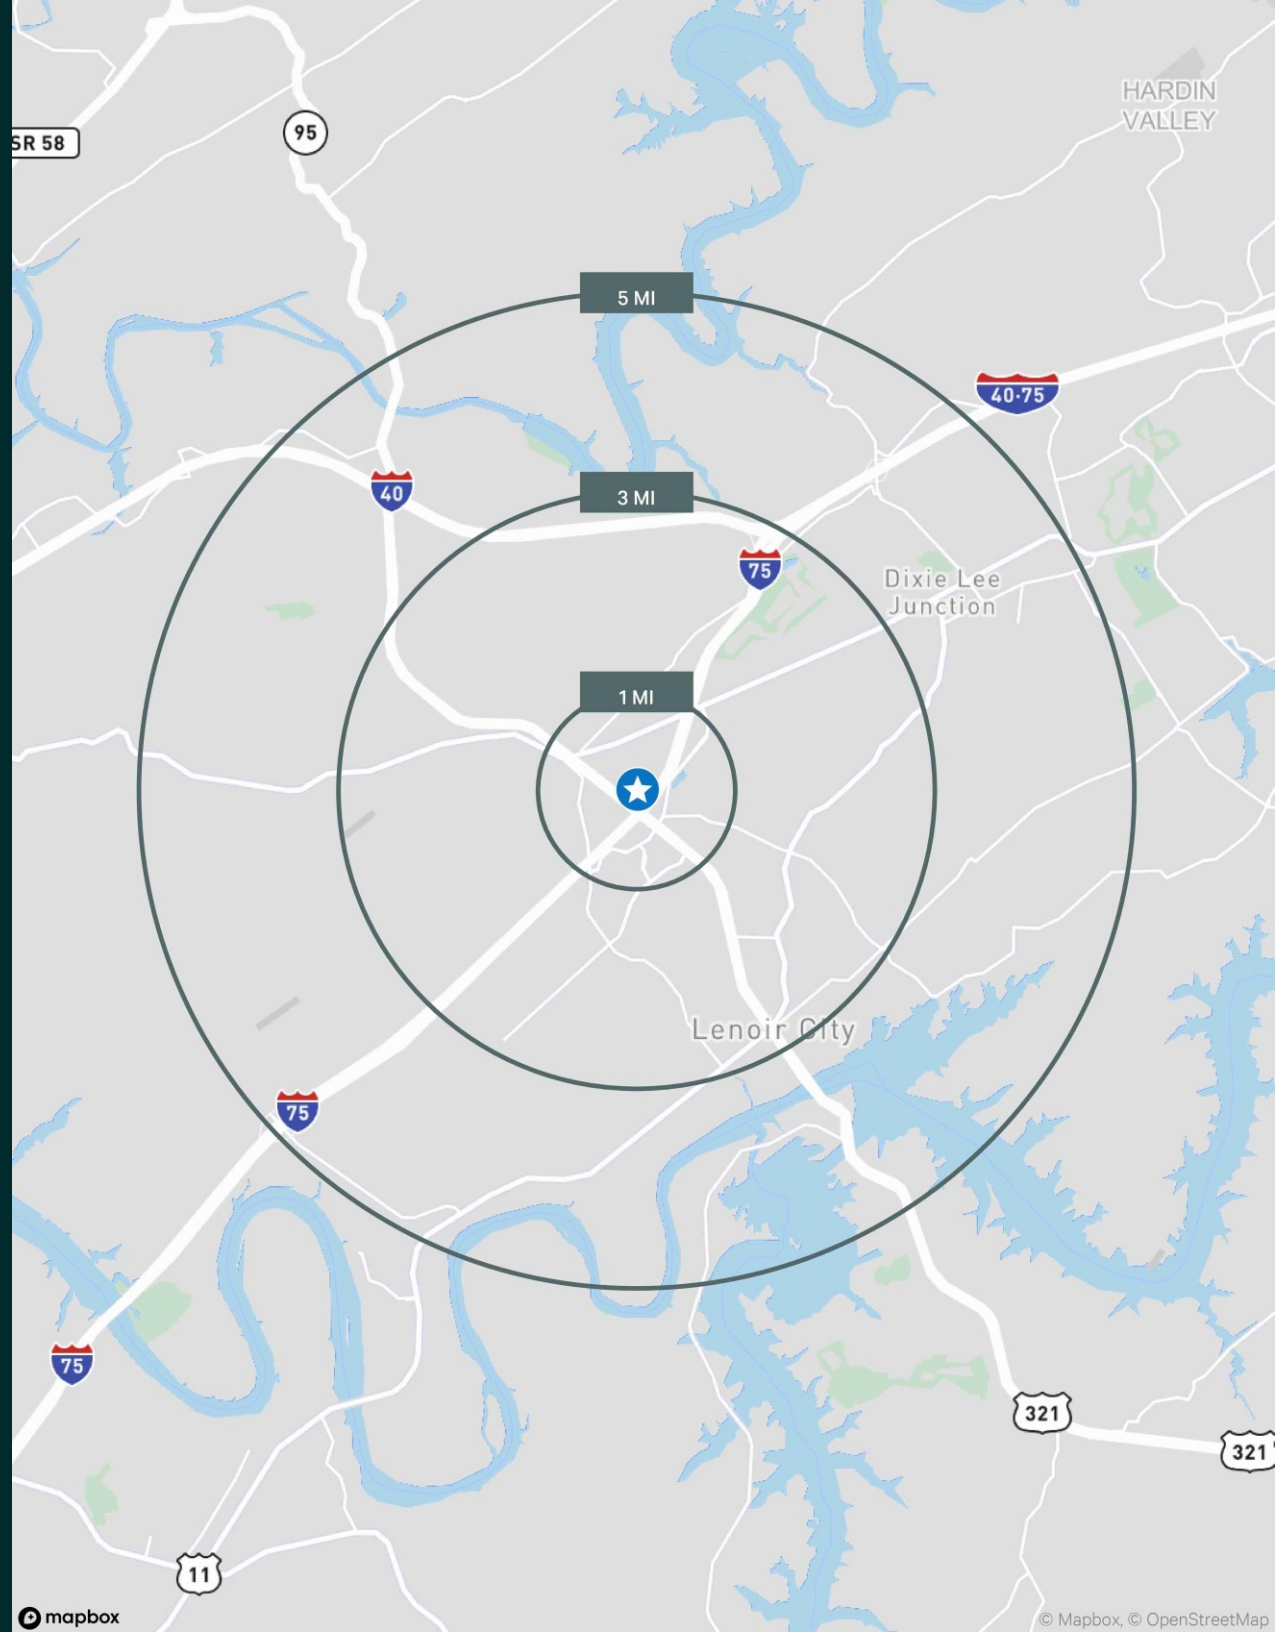 HARDIN
VALLEY
95
SR 58
5 MI
40·75
40
3 MI
75
Dixie Lee
Junction
1 MI
Lenoir City
75
75
321
321
11
mapbox
© Mapbox, © OpenStreetMap